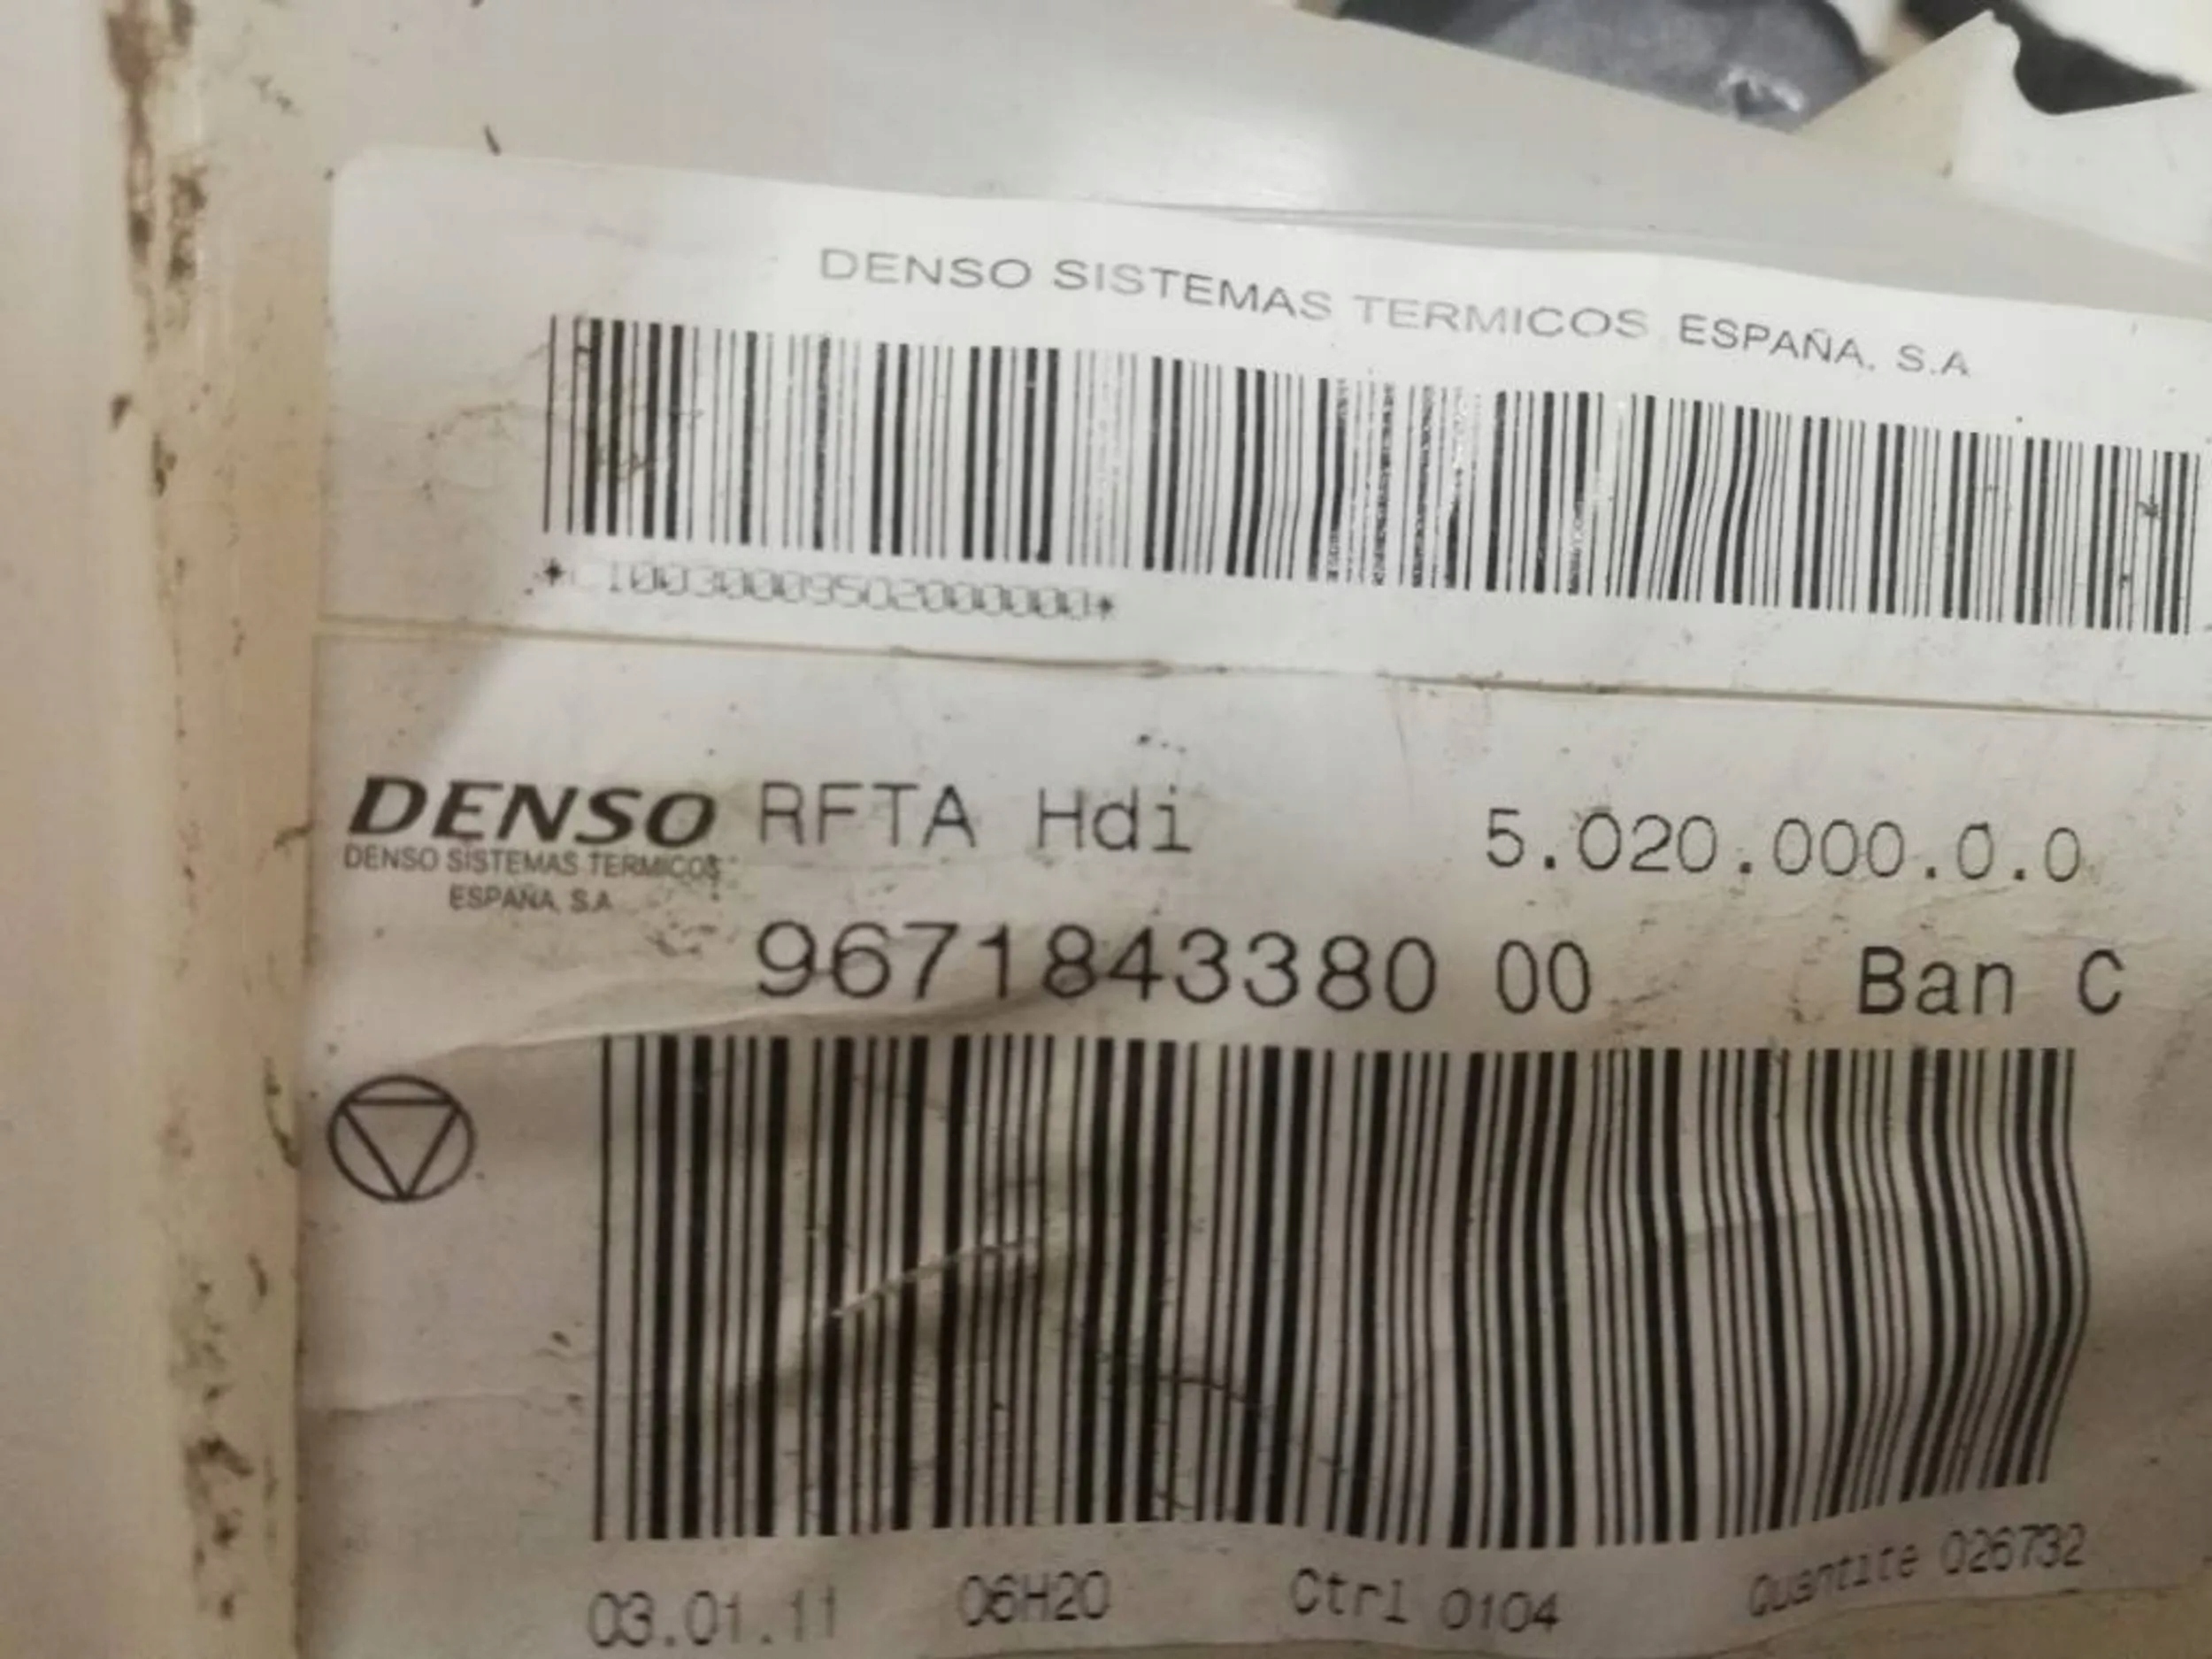 DENSO SISTEMAS TERMICOS ESPAÑA, S.A
DENSO RFTA Hdi 5.020.000.0.0
DENSO SISTEMAS TERMICOS
ESPAÑA, S.A
9671843380 00 Ban C
03.01.11 06H20 Ctrl 0104 Quantite 026732